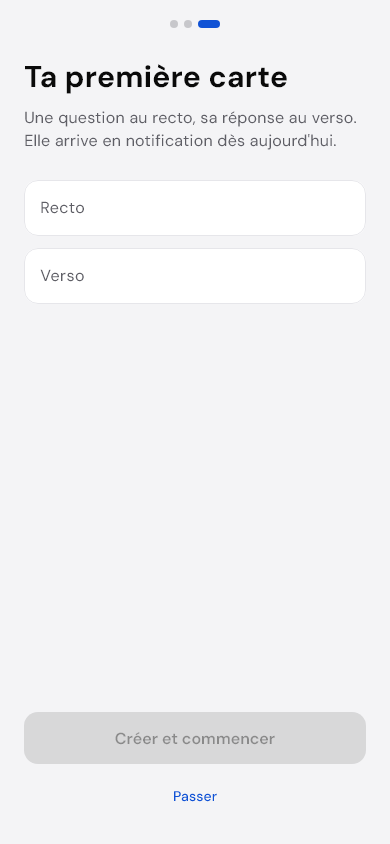 Ta première carte
Une question au recto, sa réponse au verso.
Elle arrive en notification dès aujourd'hui.
Recto
Verso
Créer et commencer
Passer